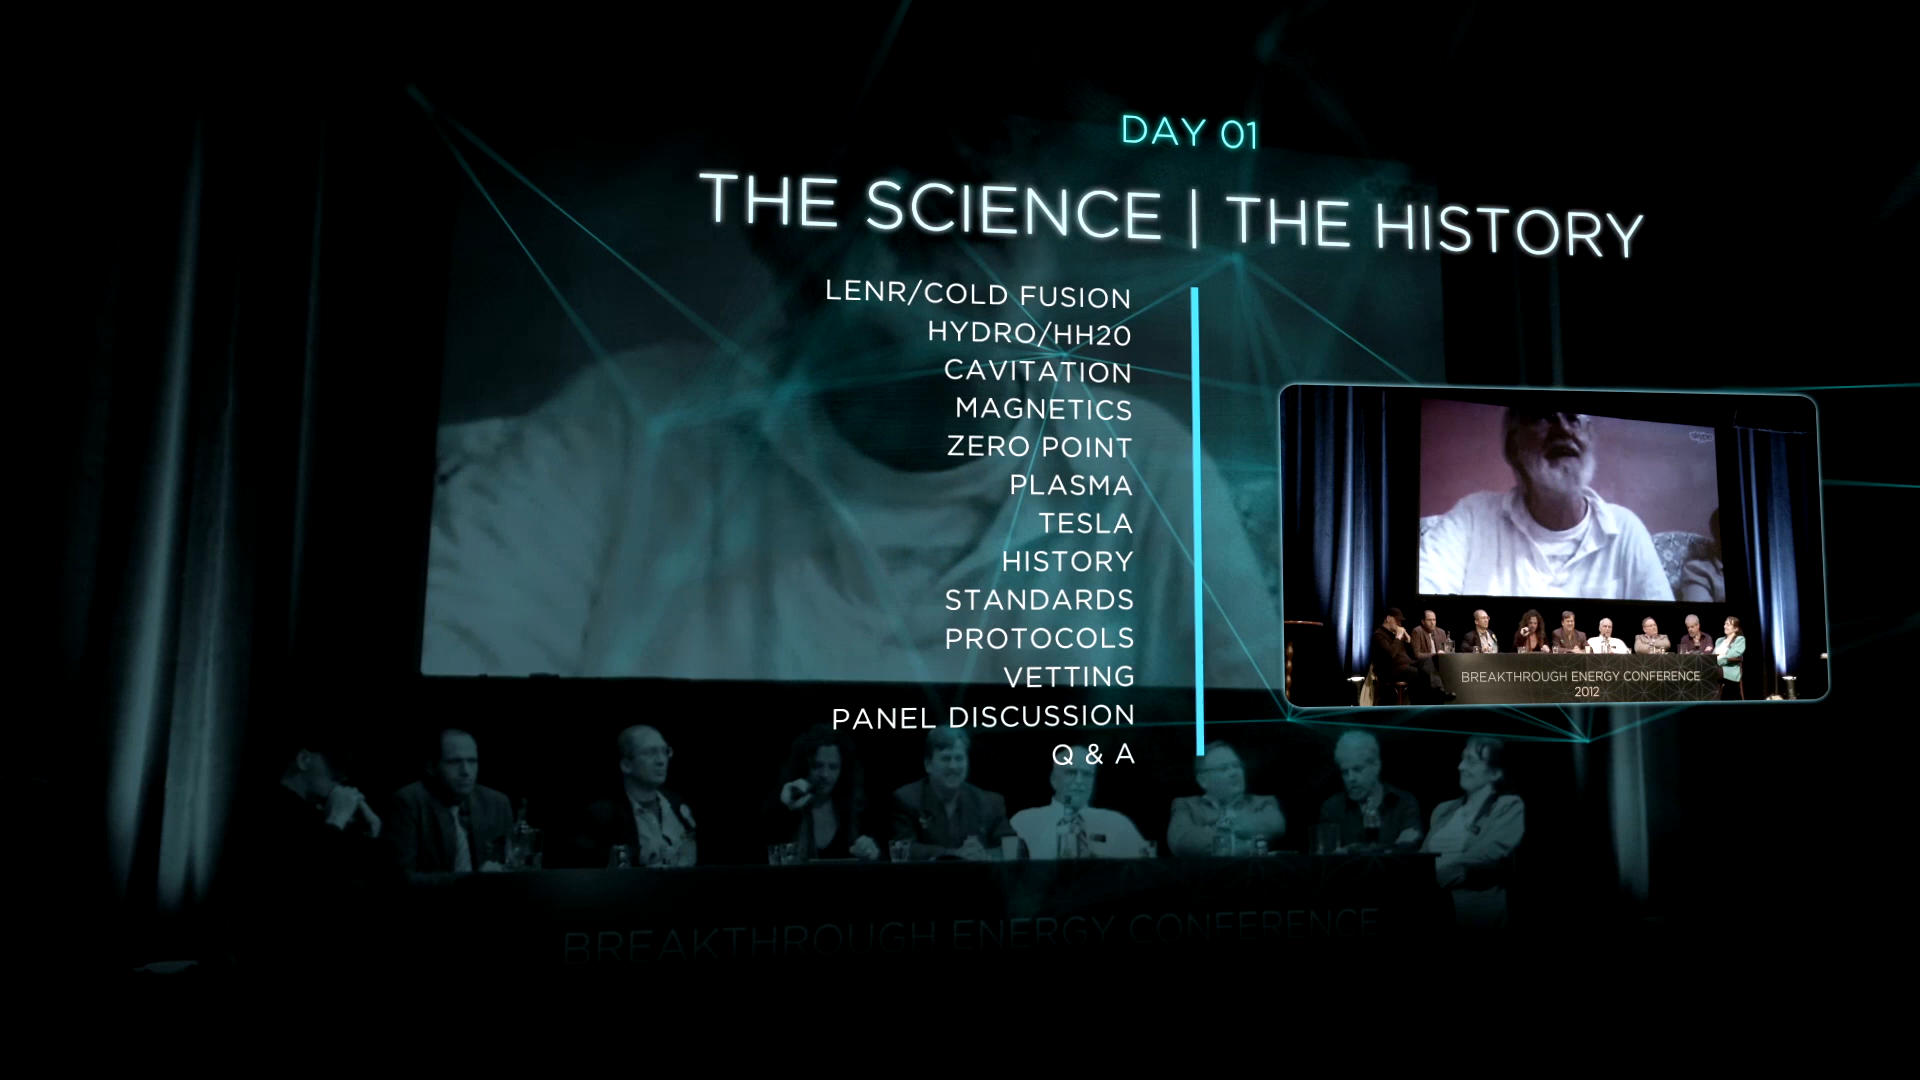 DAY 01
THE SCIENCE | THE HISTORY
LENR/COLD FUSION
HYDRO/HH20
CAVITATION
MAGNETICS
ZERO POINT
PLASMA
TESLA
HISTORY
STANDARDS
PROTOCOLS
VETTING
PANEL DISCUSSION
Q & A
skype
BREAKTHROUGH ENERGY CONFERENCE
2012
BREAKTHROUGH ENERGY CONFERENCE